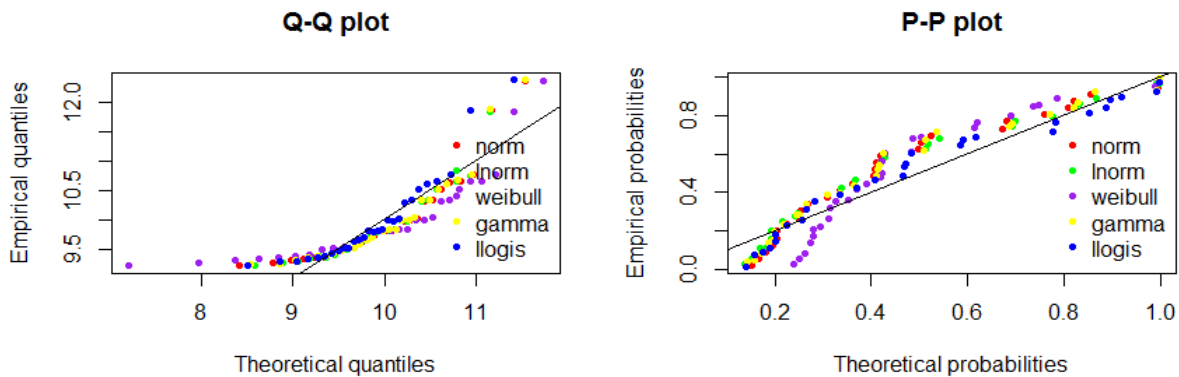 Q-Q plot
Empirical quantiles
9.5
10.5
12.0
norm
lnorm
weibull
gamma
llogis
8
9
10
11
Theoretical quantiles
P-P plot
Empirical probabilities
0.0
0.4
0.8
norm
lnorm
weibull
gamma
llogis
0.2
0.4
0.6
0.8
1.0
Theoretical probabilities